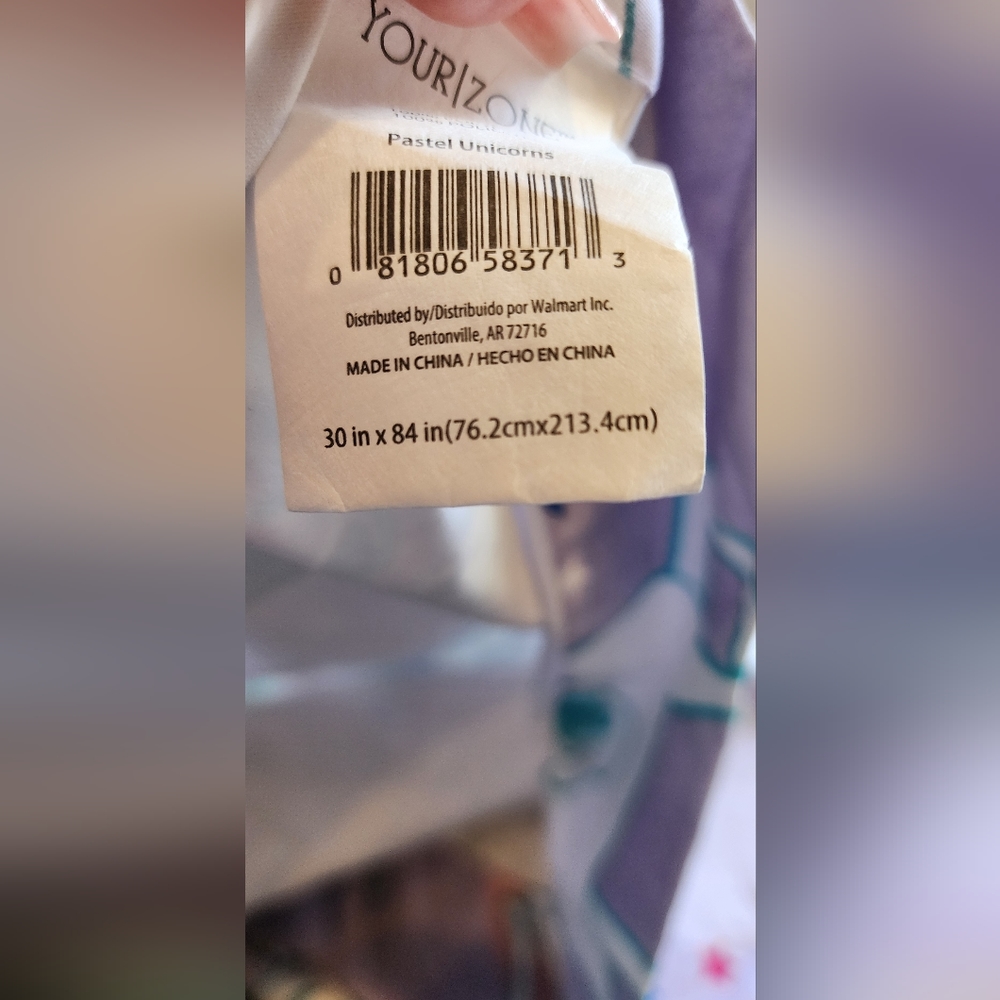 YOUR|ZONE
Pastel Unicorns
0 81806 58371 3
Distributed by/Distribuido por Walmart Inc.
Bentonville, AR 72716
MADE IN CHINA / HECHO EN CHINA
30 in x 84 in(76.2cmx213.4cm)